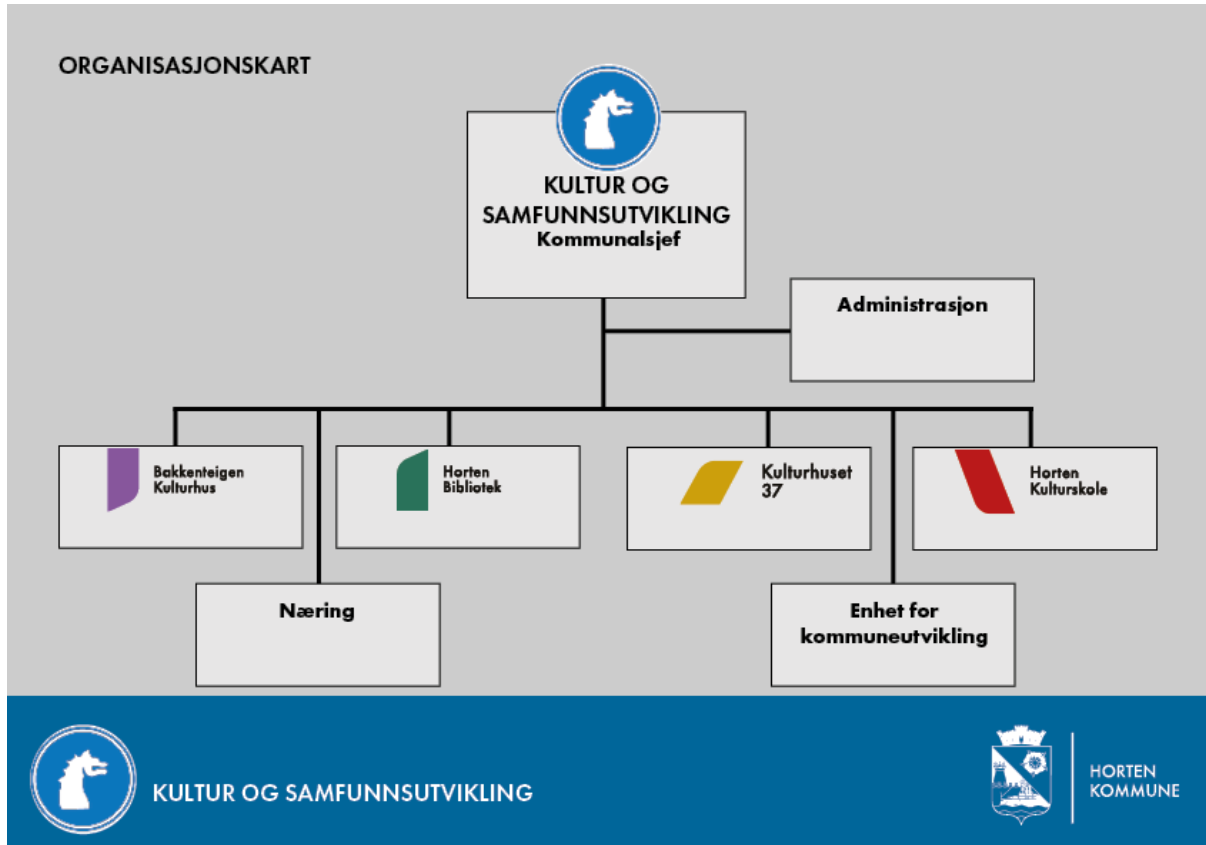 ORGANISASJONSKART
KULTUR OG
SAMFUNNSUTVIKLING
Kommunalsjef
Administrasjon
Bakkenteigen
Kulturhus
Horten
Bibliotek
Kulturhuset
37
Horten
Kulturskole
Næring
Enhet for
kommuneutvikling
KULTUR OG SAMFUNNSUTVIKLING
HORTEN
KOMMUNE